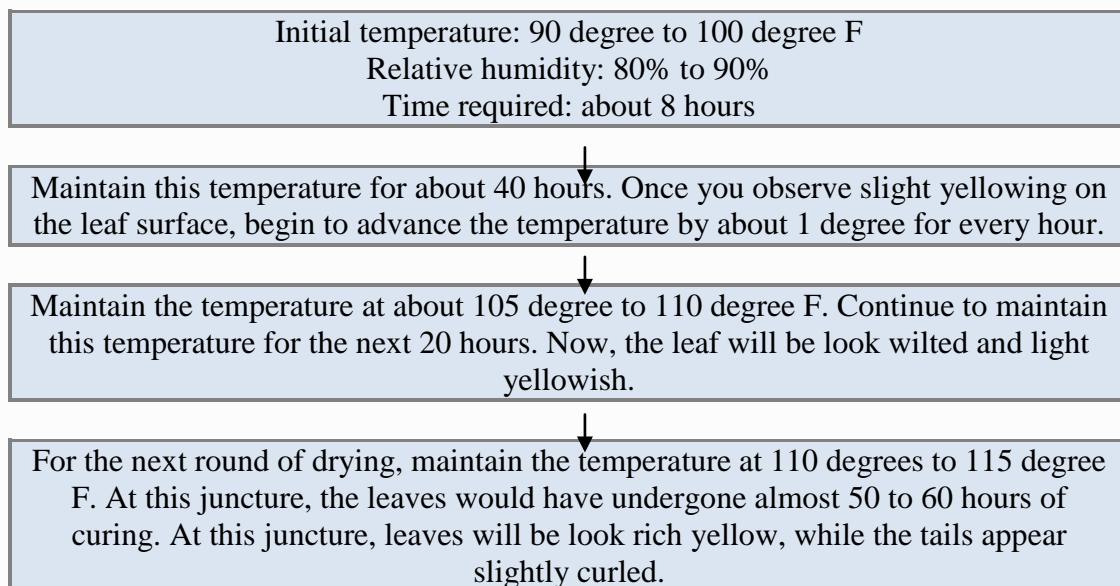 Initial temperature: 90 degree to 100 degree F
Relative humidity: 80% to 90%
Time required: about 8 hours
Maintain this temperature for about 40 hours. Once you observe slight yellowing on
the leaf surface, begin to advance the temperature by about 1 degree for every hour.
Maintain the temperature at about 105 degree to 110 degree F. Continue to maintain
this temperature for the next 20 hours. Now, the leaf will be look wilted and light
yellowish.
For the next round of drying, maintain the temperature at 110 degrees to 115 degree
F. At this juncture, the leaves would have undergone almost 50 to 60 hours of
curing. At this juncture, leaves will be look rich yellow, while the tails appear
slightly curled.